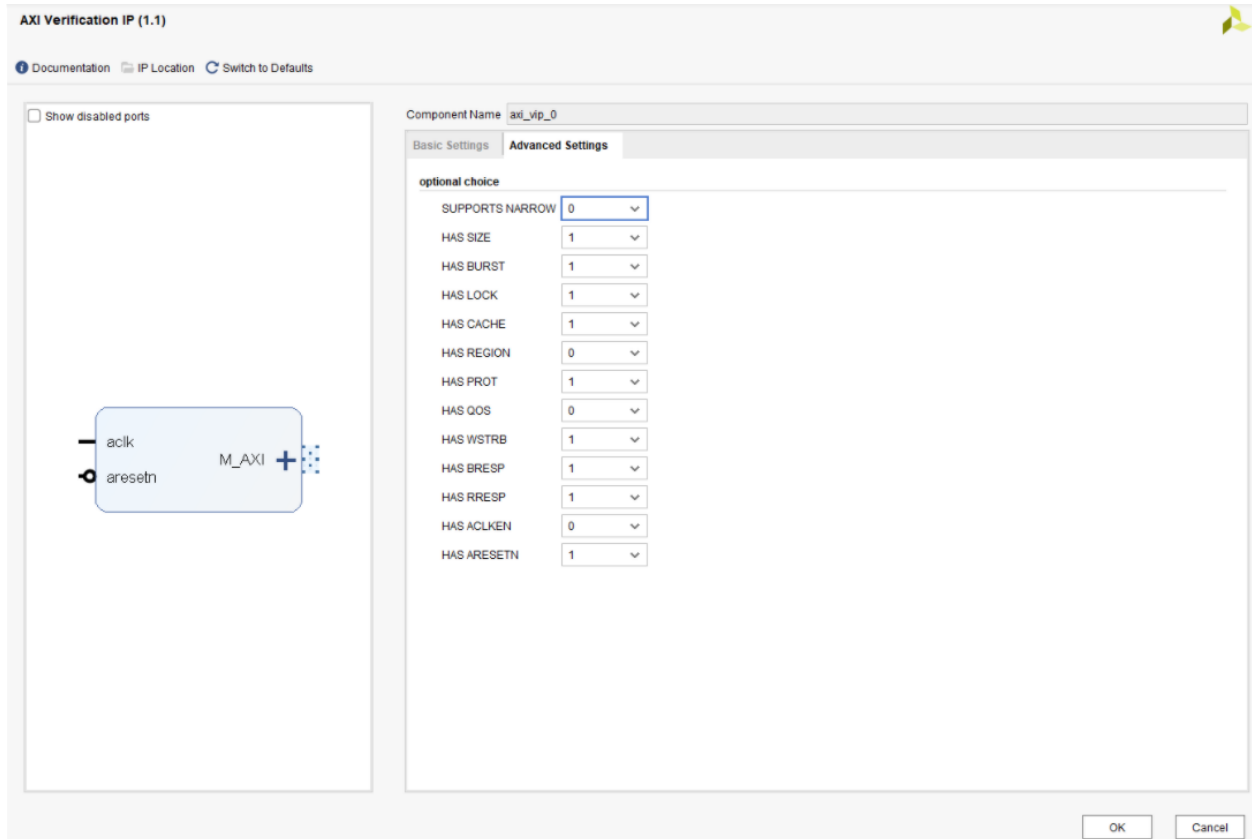 AXI Verification IP (1.1)
Documentation IP Location Switch to Defaults
Show disabled ports
aclk
aresetn
M_AXI
Component Name axi_vip_0
Basic Settings Advanced Settings
optional choice
SUPPORTS NARROW 0
HAS SIZE 1
HAS BURST 1
HAS LOCK 1
HAS CACHE 1
HAS REGION 0
HAS PROT 1
HAS QOS 0
HAS WSTRB 1
HAS BRESP 1
HAS RRESP 1
HAS ACLKEN 0
HAS ARESETN 1
OK Cancel